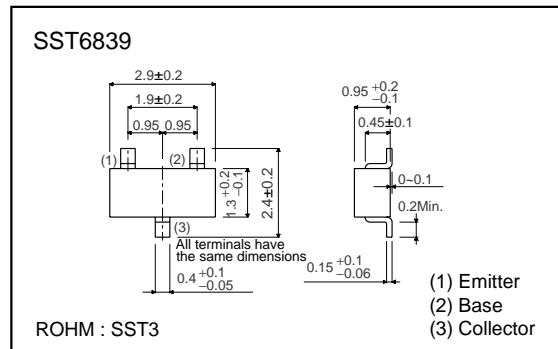 SST6839
2.9±0.2
1.9±0.2
0.95 0.95
(1) (2)
(3)
1.3 +0.2 −0.1
2.4±0.2
All terminals have
the same dimensions
0.4 +0.1 −0.05
0.95 +0.2 −0.1
0.45±0.1
0~0.1
0.2Min.
0.15 +0.1 −0.06
(1) Emitter
(2) Base
(3) Collector
ROHM : SST3